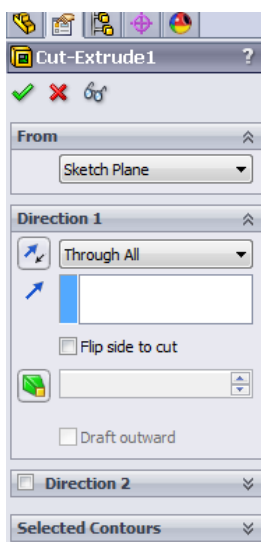 Cut-Extrude1 ?
From
Sketch Plane
Direction 1
Through All
Flip side to cut
Draft outward
Direction 2
Selected Contours